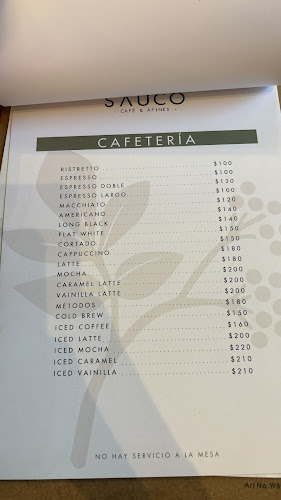 SAUCO
CAFÉ & AFINES
CAFETERÍA
RISTRETTO $100
ESPRESSO $100
ESPRESSO DOBLE $130
ESPRESSO LARGO $100
MACCHIATO $120
AMERICANO $140
LONG BLACK $140
FLAT WHITE $150
CORTADO $150
CAPPUCCINO $180
LATTE $180
MOCHA $200
CARAMEL LATTE $200
VAINILLA LATTE $200
MÉTODOS $180
COLD BREW $150
ICED COFFEE $160
ICED LATTE $200
ICED MOCHA $220
ICED CARAMEL $210
ICED VAINILLA $210
NO HAY SERVICIO A LA MESA